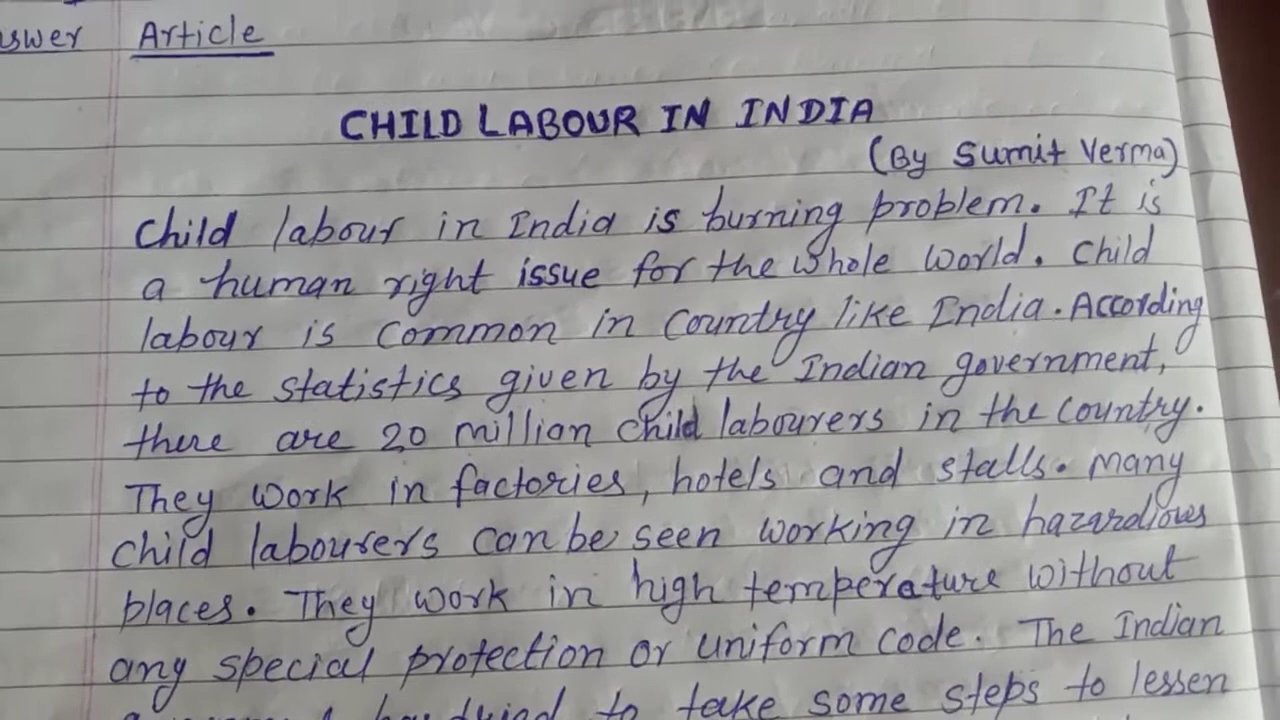 Article
CHILD LABOUR IN INDIA
(By Sumit Verma)
Child labour in India is burning problem. It is
a human right issue for the whole world. Child
labour is common in country like India. According
to the statistics given by the Indian government,
there are 20 million child labourers in the country.
They work in factories, hotels and stalls. Many
child labourers can be seen working in hazardious
places. They work in high temperature without
any special protection or uniform code. The Indian
to take some steps to lessen